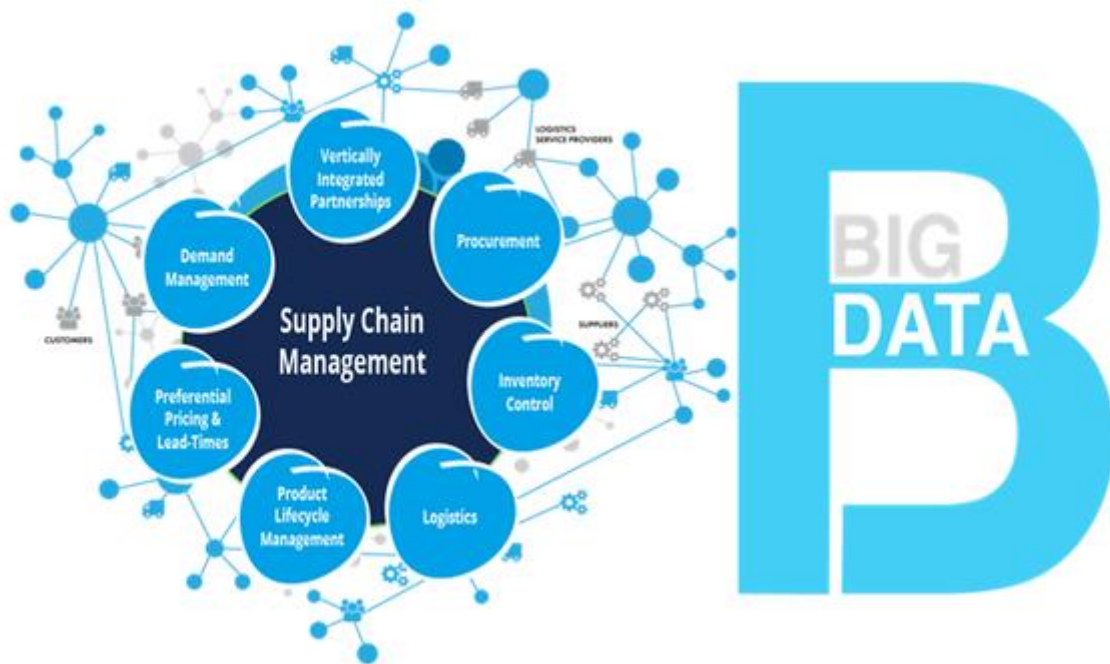 Vertically
Integrated
Partnerships
Procurement
Inventory
Control
Logistics
Product
Lifecycle
Management
Preferential
Pricing &
Lead-Times
Demand
Management
Supply Chain
Management
LOGISTICS
SERVICE PROVIDERS
SUPPLIERS
CUSTOMERS
BIG
DATA